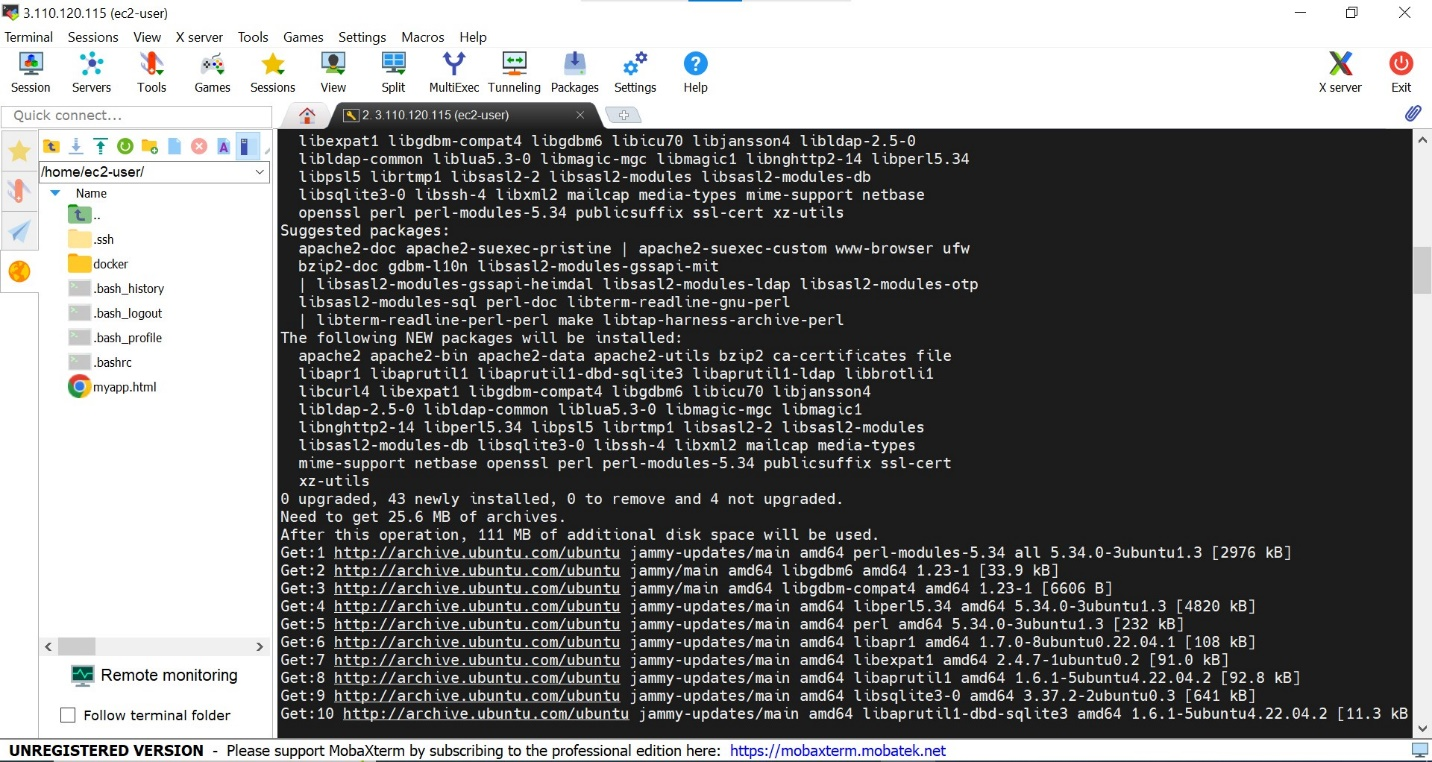 3.110.120.115 (ec2-user)
Terminal Sessions View X server Tools Games Settings Macros Help
Session Servers Tools Games Sessions View Split MultiExec Tunneling Packages Settings Help X server Exit
Quick connect...
2. 3.110.120.115 (ec2-user)
/home/ec2-user/
Name
..
.ssh
docker
.bash_history
.bash_logout
.bash_profile
.bashrc
myapp.html
Remote monitoring
Follow terminal folder
libexpat1 libgdbm-compat4 libgdbm6 libicu70 libjansson4 libldap-2.5-0
libldap-common liblua5.3-0 libmagic-mgc libmagic1 libnghttp2-14 libperl5.34
libpsl5 librtmp1 libsasl2-2 libsasl2-modules libsasl2-modules-db
libsqlite3-0 libssh-4 libxml2 mailcap media-types mime-support netbase
openssl perl perl-modules-5.34 publicsuffix ssl-cert xz-utils
Suggested packages:
apache2-doc apache2-suexec-pristine | apache2-suexec-custom www-browser ufw
bzip2-doc gdbm-l10n libsasl2-modules-gssapi-mit
| libsasl2-modules-gssapi-heimdal libsasl2-modules-ldap libsasl2-modules-otp
libsasl2-modules-sql perl-doc libterm-readline-gnu-perl
| libterm-readline-perl-perl make libtap-harness-archive-perl
The following NEW packages will be installed:
apache2 apache2-bin apache2-data apache2-utils bzip2 ca-certificates file
libapr1 libaprutil1 libaprutil1-dbd-sqlite3 libaprutil1-ldap libbrotli1
libcurl4 libexpat1 libgdbm-compat4 libgdbm6 libicu70 libjansson4
libldap-2.5-0 libldap-common liblua5.3-0 libmagic-mgc libmagic1
libnghttp2-14 libperl5.34 libpsl5 librtmp1 libsasl2-2 libsasl2-modules
libsasl2-modules-db libsqlite3-0 libssh-4 libxml2 mailcap media-types
mime-support netbase openssl perl perl-modules-5.34 publicsuffix ssl-cert
xz-utils
0 upgraded, 43 newly installed, 0 to remove and 4 not upgraded.
Need to get 25.6 MB of archives.
After this operation, 111 MB of additional disk space will be used.
Get:1 http://archive.ubuntu.com/ubuntu jammy-updates/main amd64 perl-modules-5.34 all 5.34.0-3ubuntu1.3 [2976 kB]
Get:2 http://archive.ubuntu.com/ubuntu jammy/main amd64 libgdbm6 amd64 1.23-1 [33.9 kB]
Get:3 http://archive.ubuntu.com/ubuntu jammy/main amd64 libgdbm-compat4 amd64 1.23-1 [6606 B]
Get:4 http://archive.ubuntu.com/ubuntu jammy-updates/main amd64 libperl5.34 amd64 5.34.0-3ubuntu1.3 [4820 kB]
Get:5 http://archive.ubuntu.com/ubuntu jammy-updates/main amd64 perl amd64 5.34.0-3ubuntu1.3 [232 kB]
Get:6 http://archive.ubuntu.com/ubuntu jammy-updates/main amd64 libapr1 amd64 1.7.0-8ubuntu0.22.04.1 [108 kB]
Get:7 http://archive.ubuntu.com/ubuntu jammy-updates/main amd64 libexpat1 amd64 2.4.7-1ubuntu0.2 [91.0 kB]
Get:8 http://archive.ubuntu.com/ubuntu jammy-updates/main amd64 libaprutil1 amd64 1.6.1-5ubuntu4.22.04.2 [92.8 kB]
Get:9 http://archive.ubuntu.com/ubuntu jammy-updates/main amd64 libsqlite3-0 amd64 3.37.2-2ubuntu0.3 [641 kB]
Get:10 http://archive.ubuntu.com/ubuntu jammy-updates/main amd64 libaprutil1-dbd-sqlite3 amd64 1.6.1-5ubuntu4.22.04.2 [11.3 kB
UNREGISTERED VERSION - Please support MobaXterm by subscribing to the professional edition here: https://mobaxterm.mobatek.net